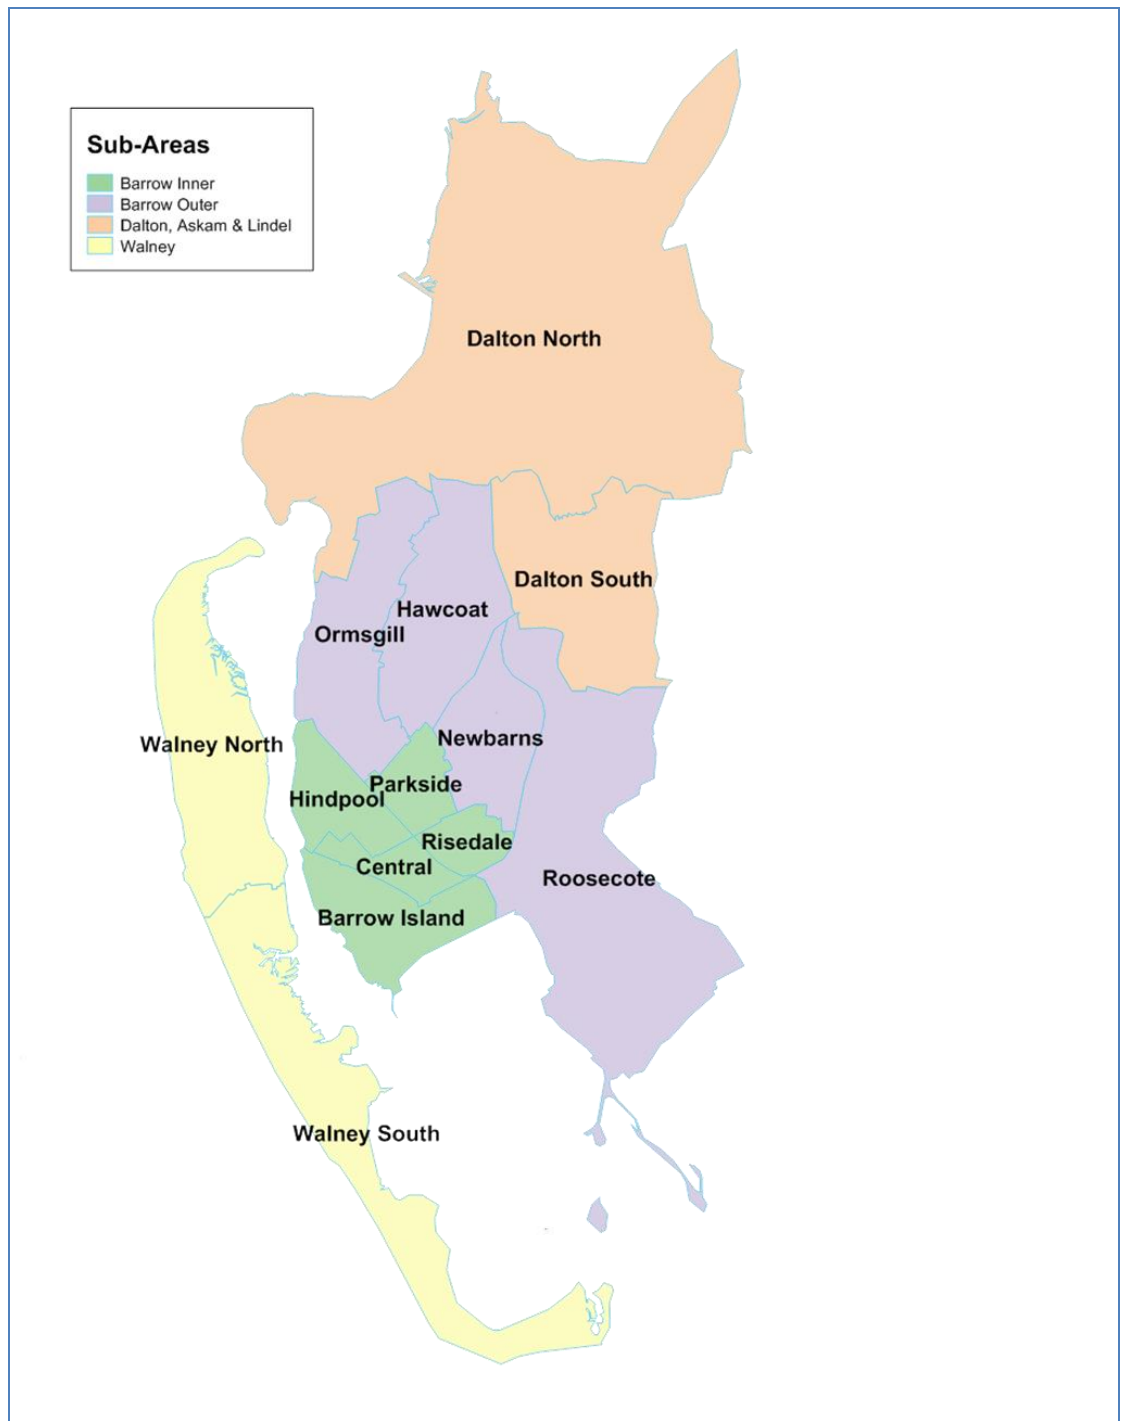 Sub-Areas
Barrow Inner
Barrow Outer
Dalton, Askam & Lindel
Walney
Dalton North
Dalton South
Hawcoat
Ormsgill
Newbarns
Walney North
Parkside
Hindpool
Risedale
Central
Roosecote
Barrow Island
Walney South